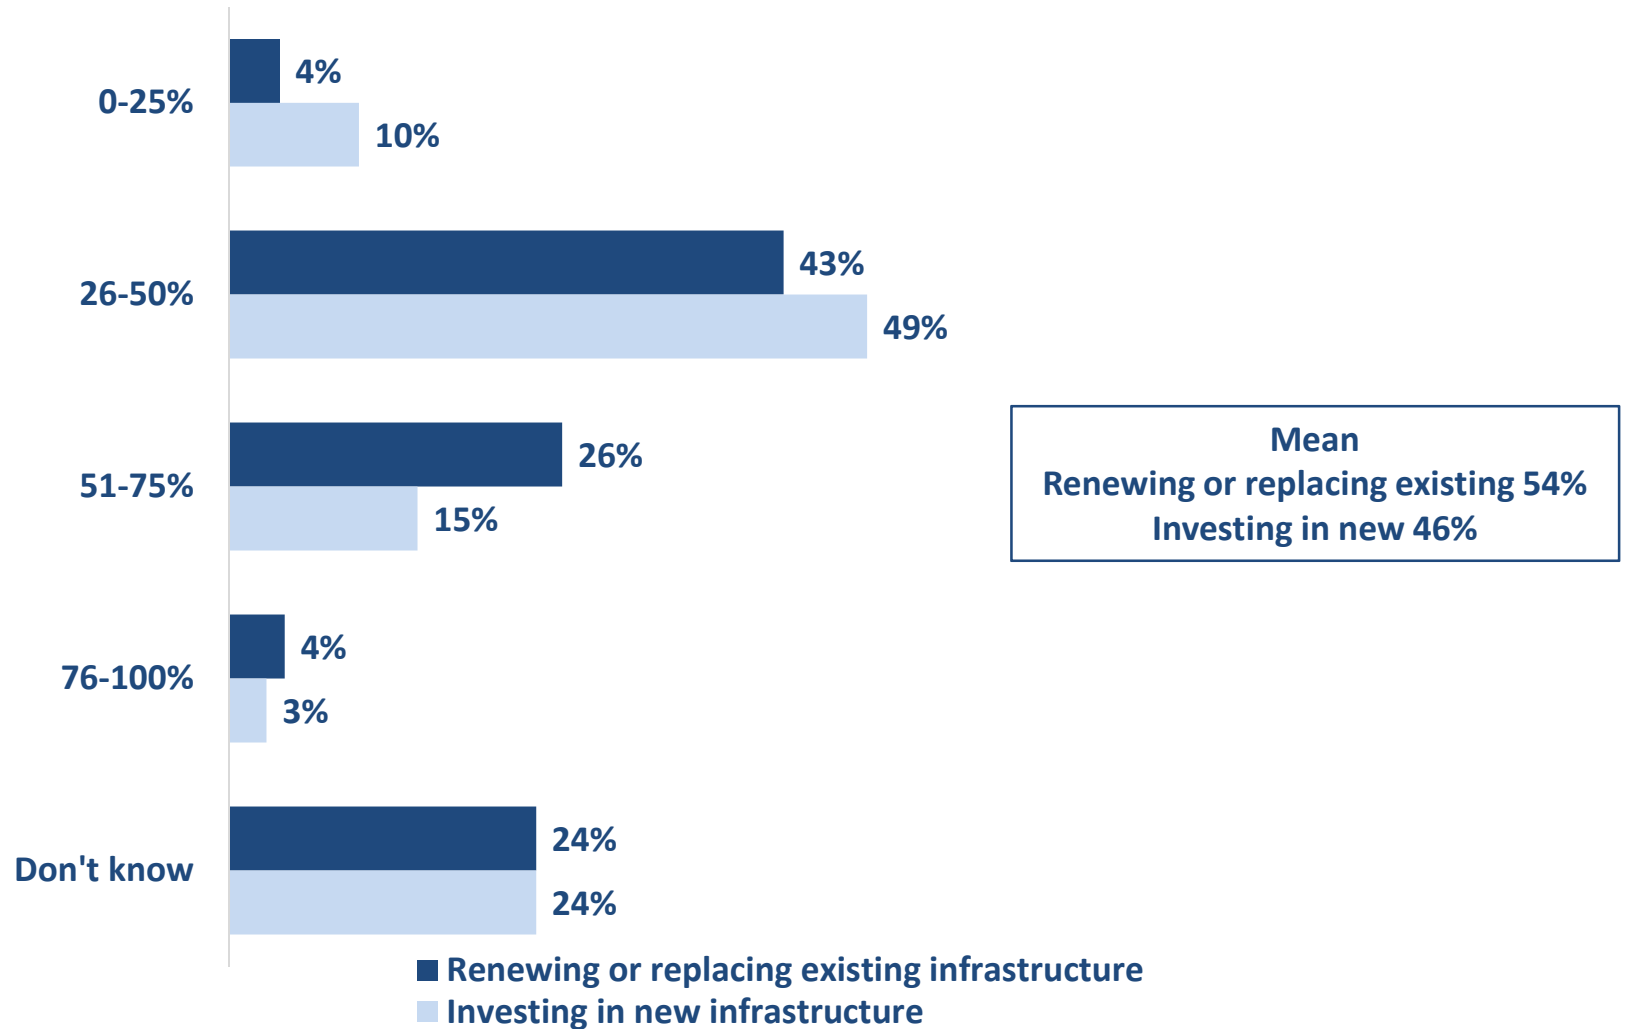 0-25%
4%
10%
26-50%
43%
49%
51-75%
26%
15%
76-100%
4%
3%
Don't know
24%
24%
Mean
Renewing or replacing existing 54%
Investing in new 46%
Renewing or replacing existing infrastructure
Investing in new infrastructure